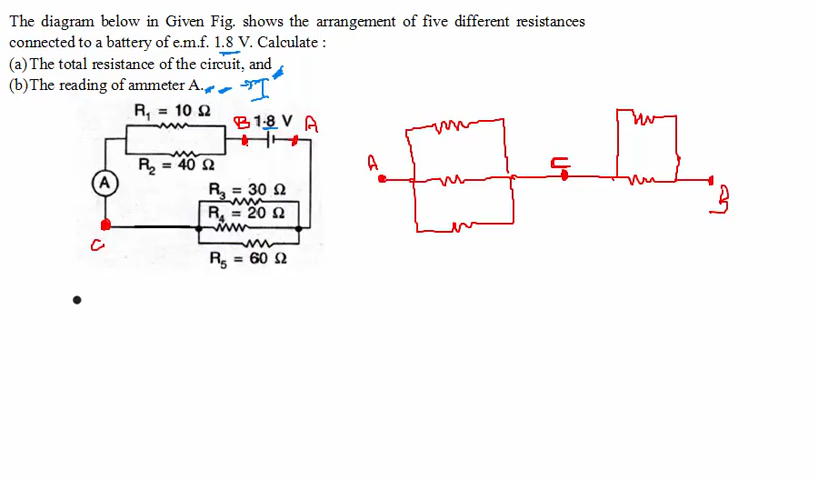 The diagram below in Given Fig. shows the arrangement of five different resistances
connected to a battery of e.m.f. 1.8 V. Calculate :
(a)The total resistance of the circuit, and
(b)The reading of ammeter A. I
R₁ = 10 Ω
B 1·8 V A
R₂ = 40 Ω
A
R₃ = 30 Ω
R₄ = 20 Ω
C
R₅ = 60 Ω
A
C
B